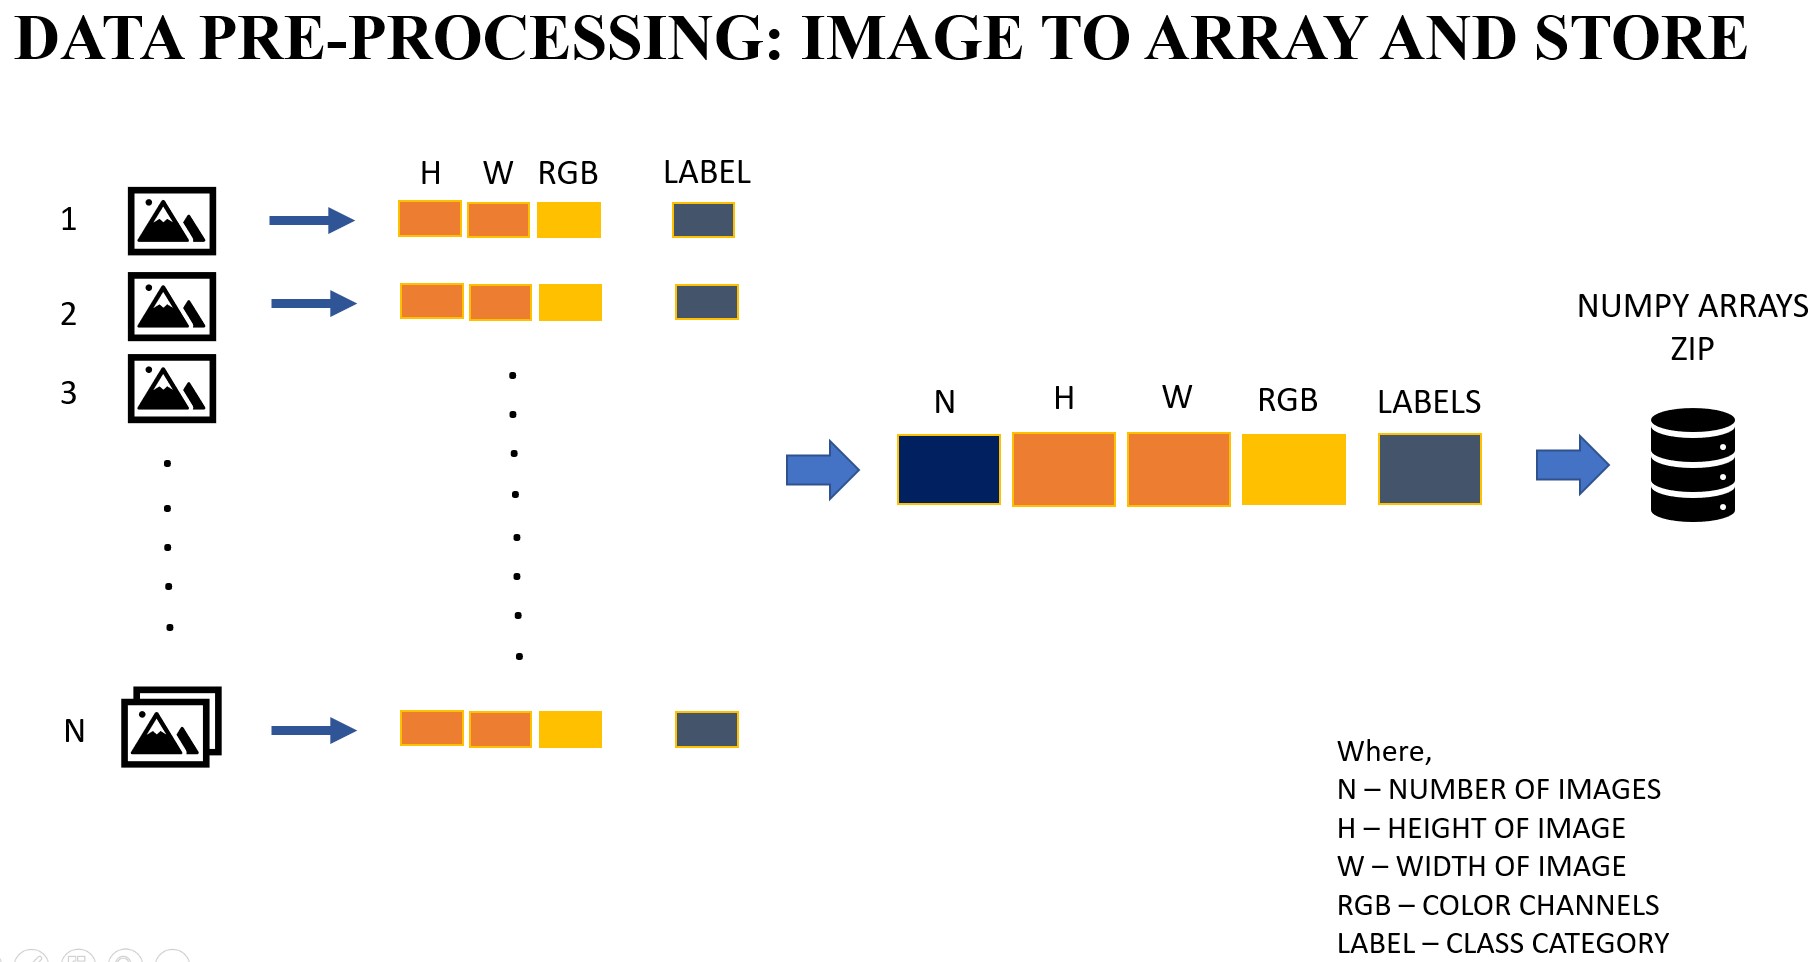 DATA PRE-PROCESSING: IMAGE TO ARRAY AND STORE
H W RGB LABEL
1
2
3
N
N H W RGB LABELS
NUMPY ARRAYS
ZIP
Where,
N – NUMBER OF IMAGES
H – HEIGHT OF IMAGE
W – WIDTH OF IMAGE
RGB – COLOR CHANNELS
LABEL – CLASS CATEGORY